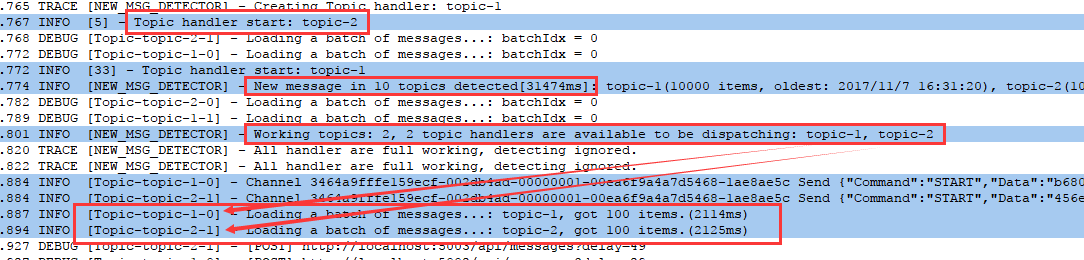 .765 TRACE [NEW_MSG_DETECTOR] - Creating Topic handler: topic-1
.767 INFO [5] - Topic handler start: topic-2
.768 DEBUG [Topic-topic-2-1] - Loading a batch of messages...: batchIdx = 0
.772 DEBUG [Topic-topic-1-0] - Loading a batch of messages...: batchIdx = 0
.772 INFO [33] - Topic handler start: topic-1
.774 INFO [NEW_MSG_DETECTOR] - New message in 10 topics detected[31474ms]: topic-1(10000 items, oldest: 2017/11/7 16:31:20), topic-2(10
.782 DEBUG [Topic-topic-2-0] - Loading a batch of messages...: batchIdx = 0
.789 DEBUG [Topic-topic-1-1] - Loading a batch of messages...: batchIdx = 0
.801 INFO [NEW_MSG_DETECTOR] - Working topics: 2, 2 topic handlers are available to be dispatching: topic-1, topic-2
.820 TRACE [NEW_MSG_DETECTOR] - All handler are full working, detecting ignored.
.822 TRACE [NEW_MSG_DETECTOR] - All handler are full working, detecting ignored.
.884 INFO [Topic-topic-1-0] - Channel 3464a9fffe159ecf-002db4ad-00000001-00ea6f9a4a7d5468-1ae8ae5c Send {"Command":"START","Data":"b680
.884 INFO [Topic-topic-2-1] - Channel Send {"Command":"START","Data":"456e
.887 INFO [Topic-topic-1-0] - Loading a batch of messages...: topic-1, got 100 items.(2114ms)
.894 INFO [Topic-topic-2-1] - Loading a batch of messages...: topic-2, got 100 items.(2125ms)
.927 DEBUG [Topic-topic-2-1] - [POST] http://localhost:5003/api/messages?delay=49